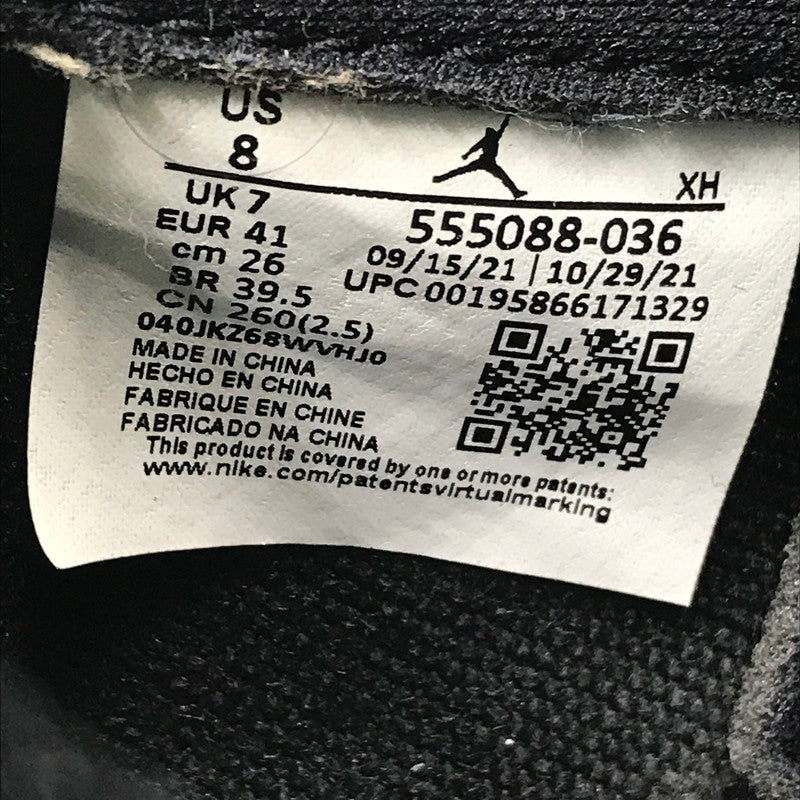 US
8
XH
UK 7
EUR 41
cm 26
BR 39.5
CN 260(2.5)
555088-036
09/15/21 | 10/29/21
UPC 00195866171329
040JKZ68WVHJ0
MADE IN CHINA
HECHO EN CHINA
FABRIQUE EN CHINE
FABRICADO NA CHINA
This product is covered by one or more patents:
www.nike.com/patentsvirtualmarking